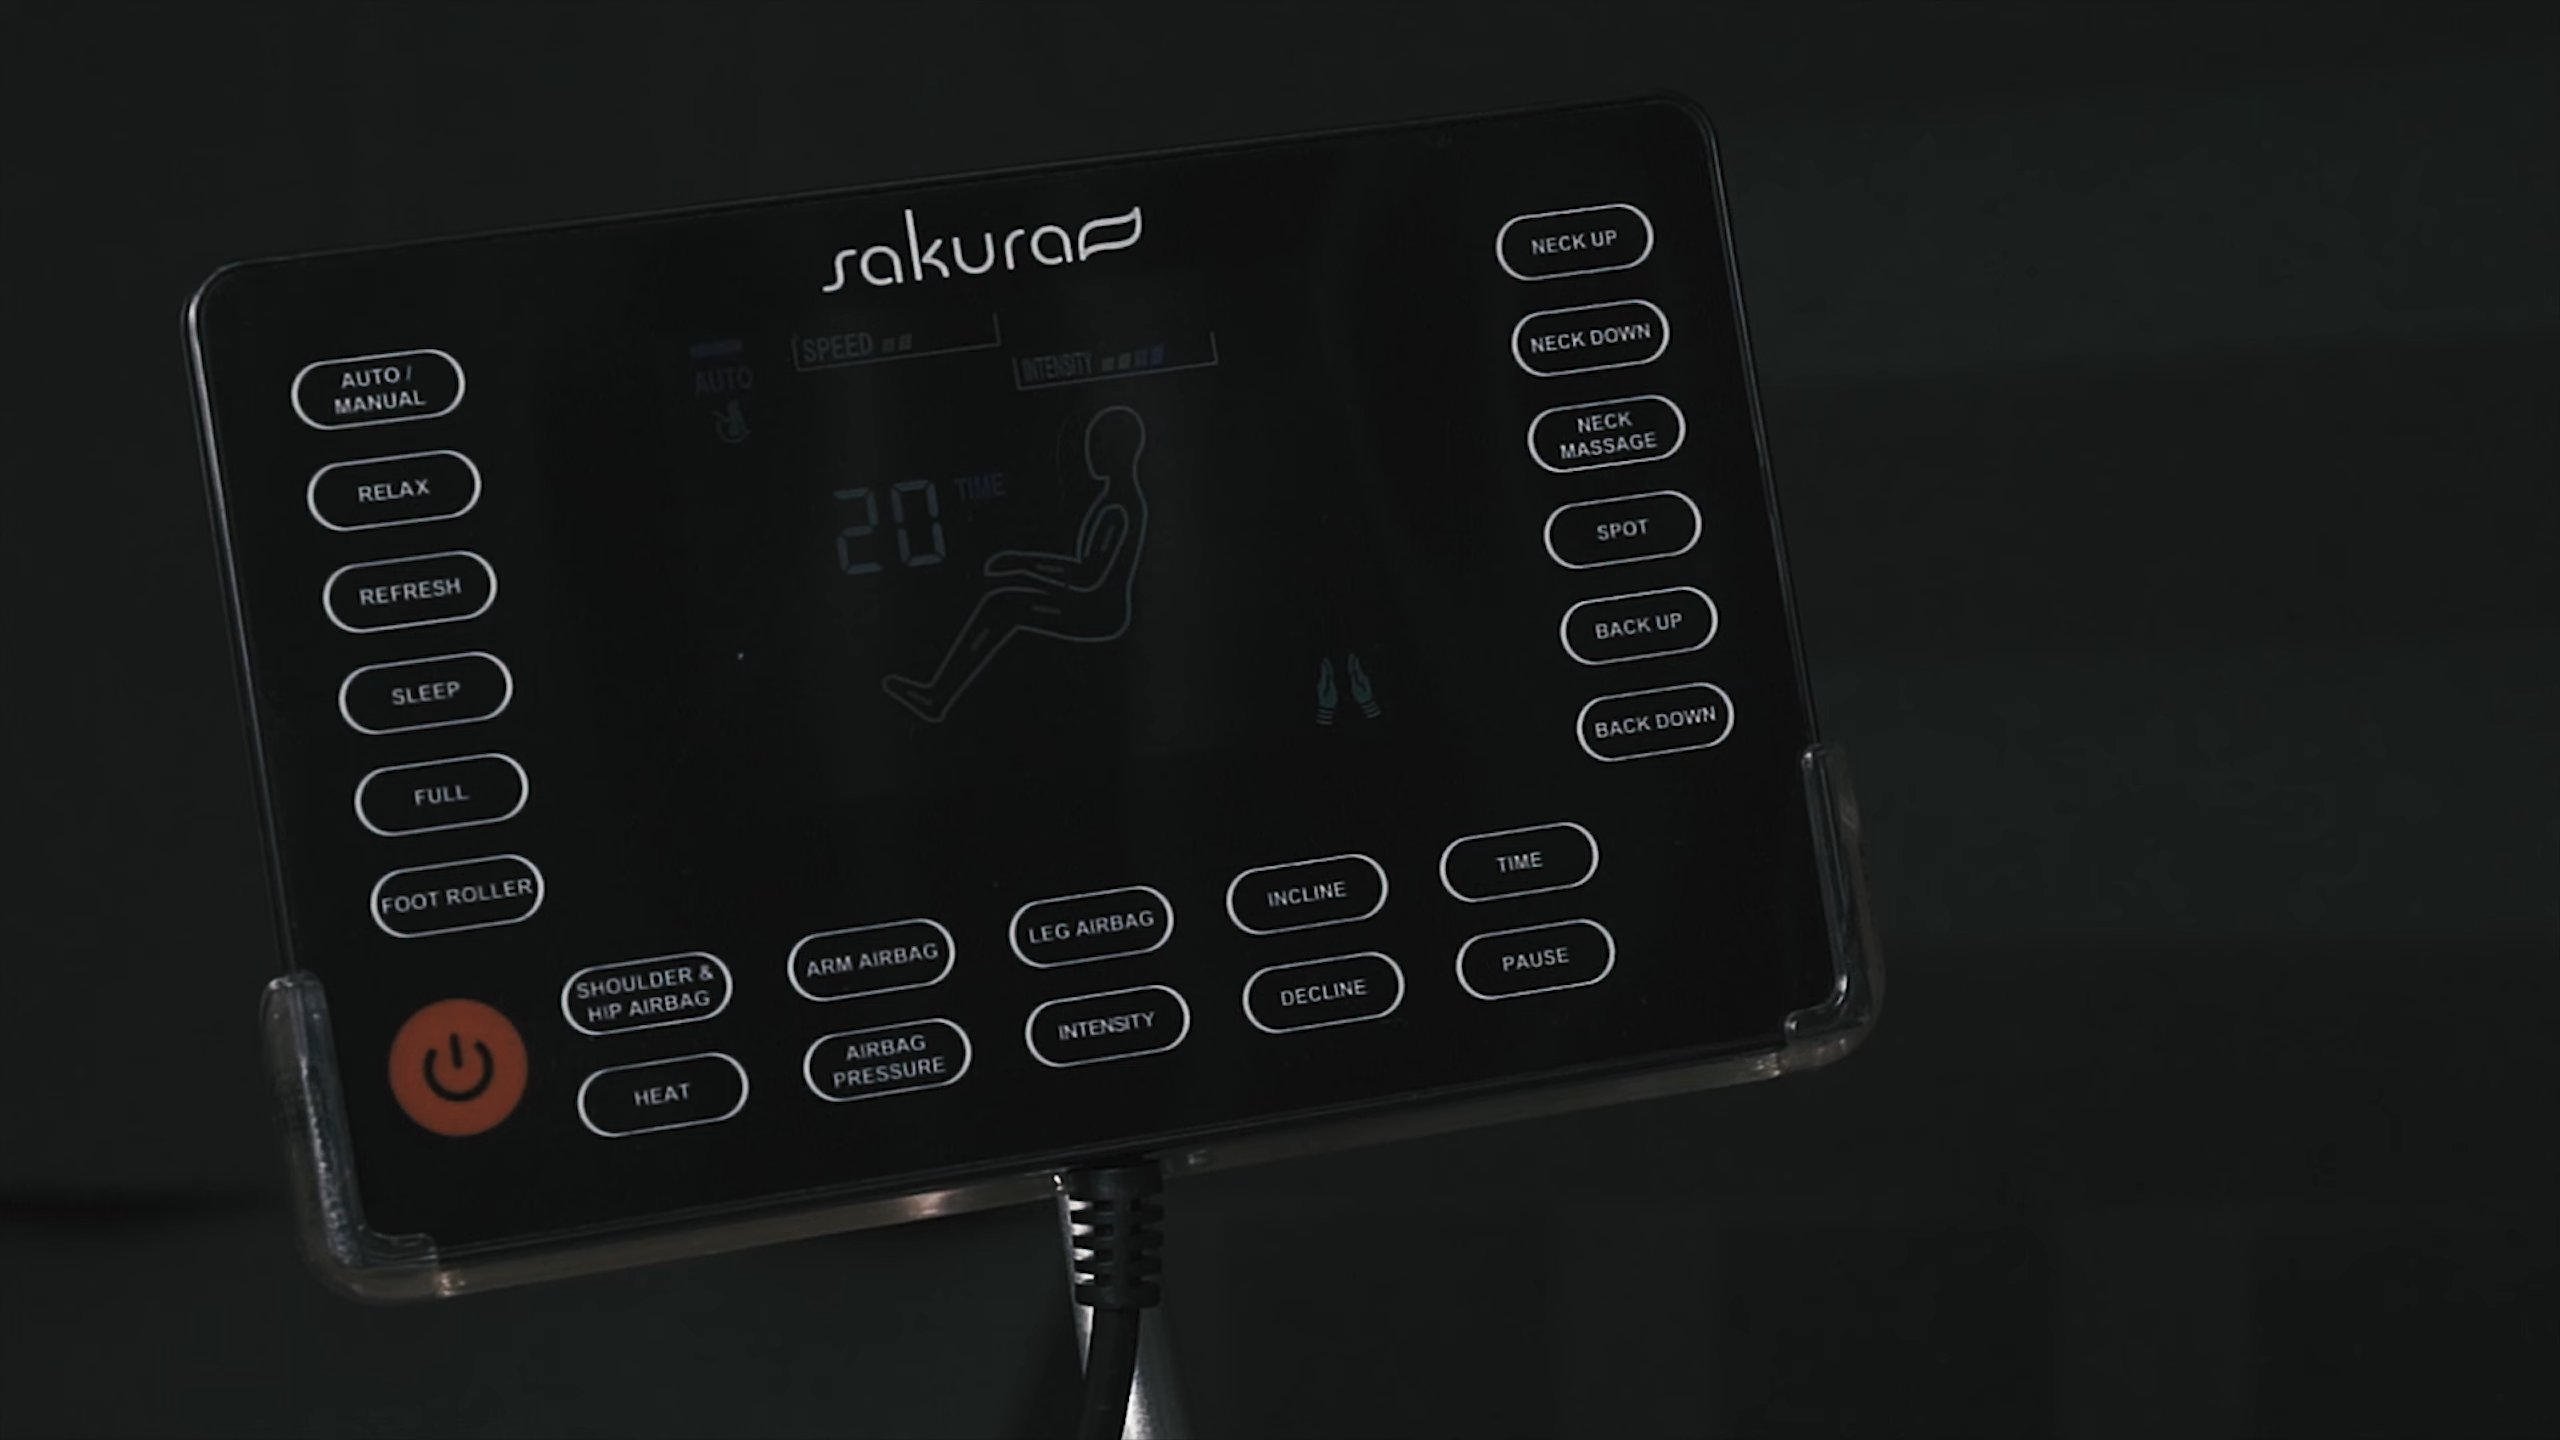 sakura
SPEED
INTENSITY
AUTO
20 TIME
AUTO /
MANUAL
RELAX
REFRESH
SLEEP
FULL
FOOT ROLLER
NECK UP
NECK DOWN
NECK
MASSAGE
SPOT
BACK UP
BACK DOWN
SHOULDER &
HIP AIRBAG
ARM AIRBAG
LEG AIRBAG
INCLINE
TIME
HEAT
AIRBAG
PRESSURE
INTENSITY
DECLINE
PAUSE